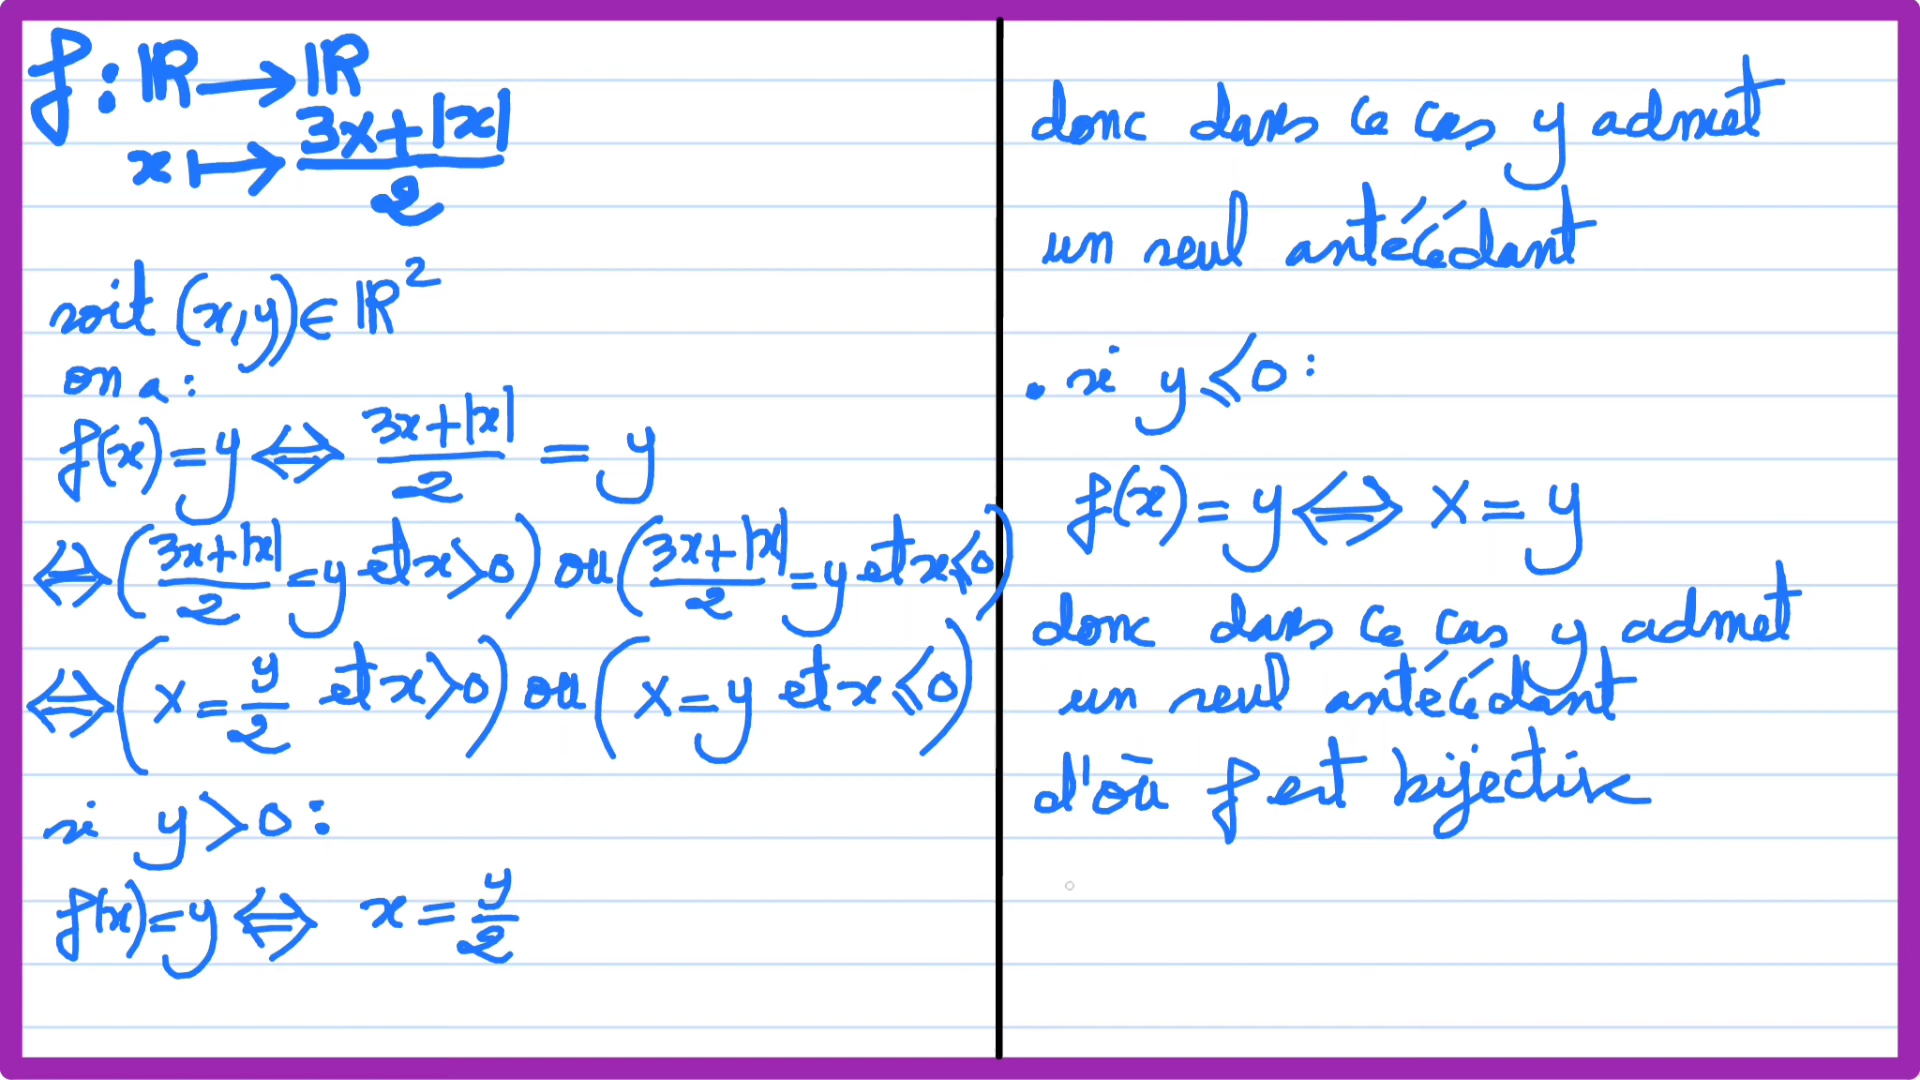 f : ℝ → ℝ
x ↦ (3x+|x|)/2
soit (x,y) ∈ ℝ²
on a :
f(x)=y ⟺ (3x+|x|)/2 = y
⟺ ((3x+|x|)/2 = y et x>0) ou ((3x+|x|)/2 = y et x⩽0)
⟺ (x = y/2 et x>0) ou (x=y et x⩽0)
si y>0 :
f(x)=y ⟺ x = y/2
donc dans ce cas y admet
un seul antécédant
. si y⩽0 :
f(x)=y ⟺ x=y
donc dans ce cas y admet
un seul antécédant
d'où f est bijective